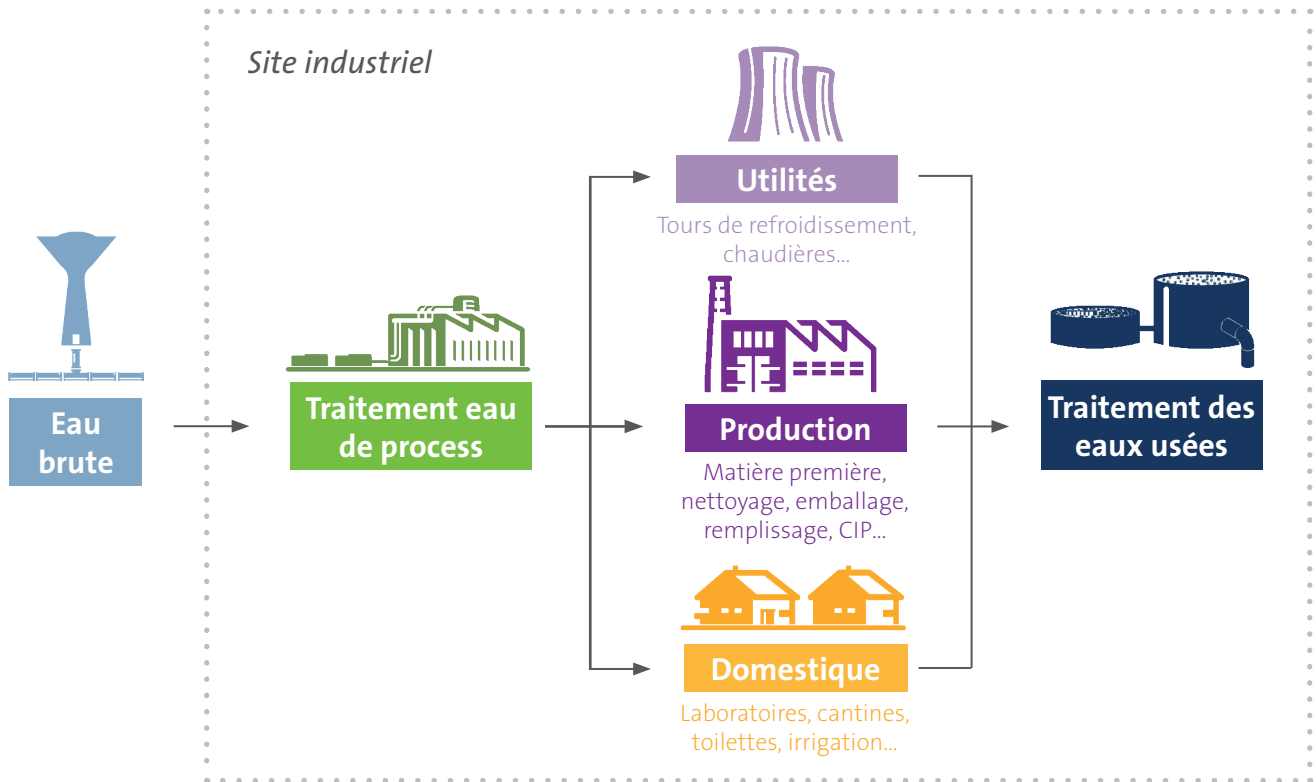 Site industriel
Utilités
Tours de refroidissement,
chaudières...
Eau
brute
Traitement eau
de process
E
Production
Matière première,
nettoyage, emballage,
remplissage, CIP...
Traitement des
eaux usées
Domestique
Laboratoires, cantines,
toilettes, irrigation...